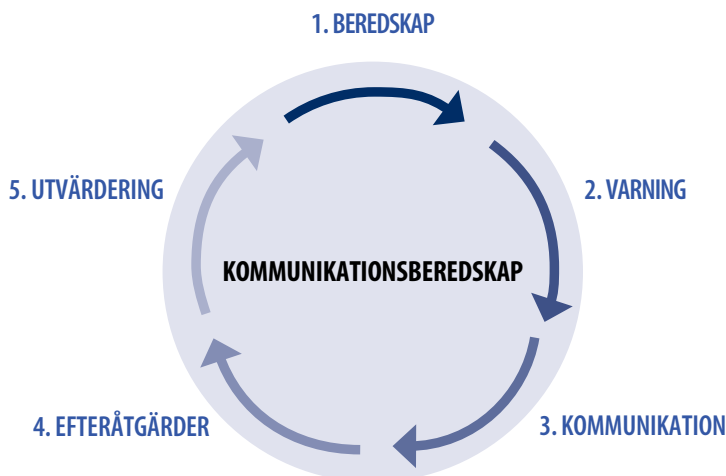 1. BEREDSKAP
2. VARNING
3. KOMMUNIKATION
4. EFTERÅTGÄRDER
5. UTVÄRDERING
KOMMUNIKATIONSBEREDSKAP